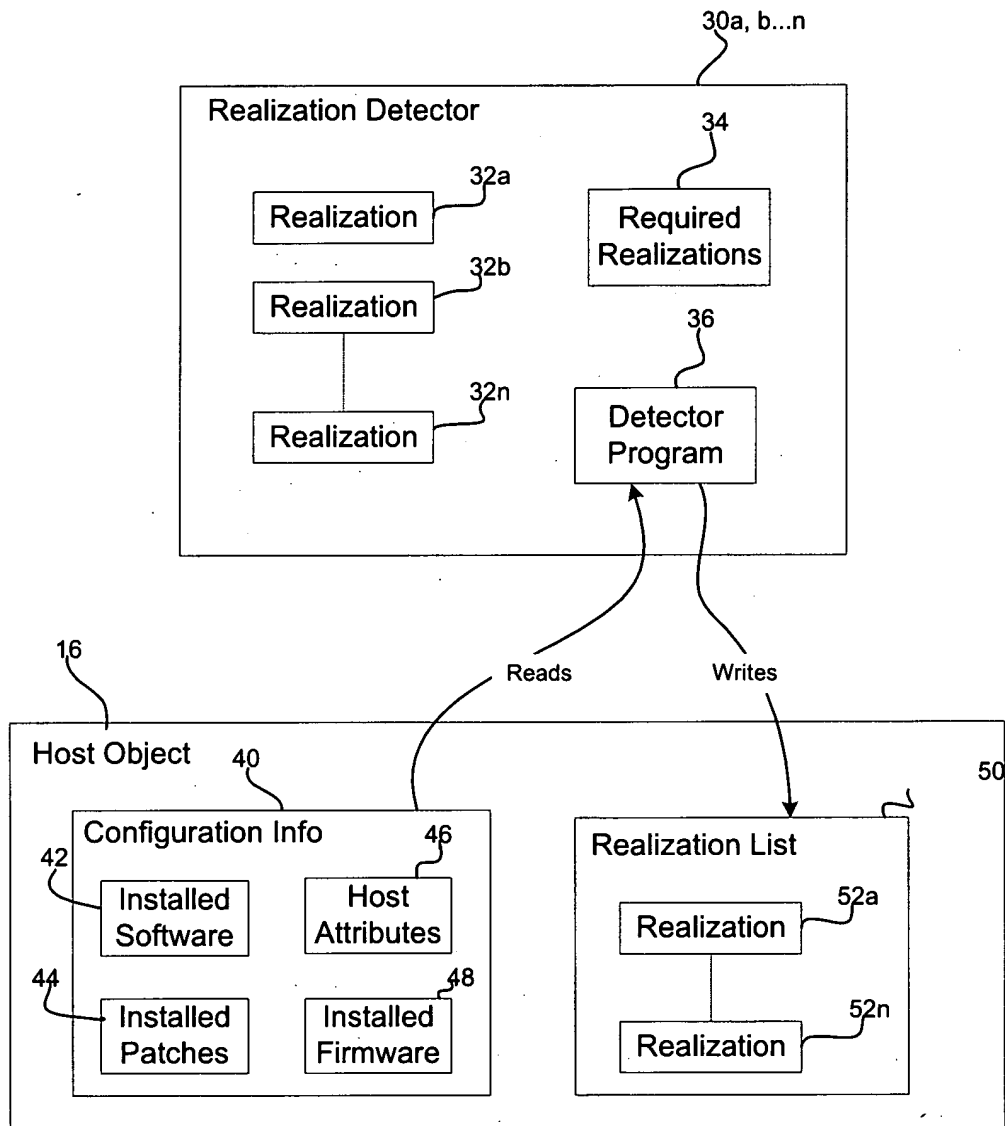 30a, b...n
Realization Detector
34
32a
Realization
Required
Realizations
32b
Realization
36
32n
Realization
Detector
Program
16
Reads
Writes
Host Object
40
50
Configuration Info
46
Realization List
42
Installed
Software
Host
Attributes
52a
Realization
44
48
Installed
Patches
Installed
Firmware
52n
Realization